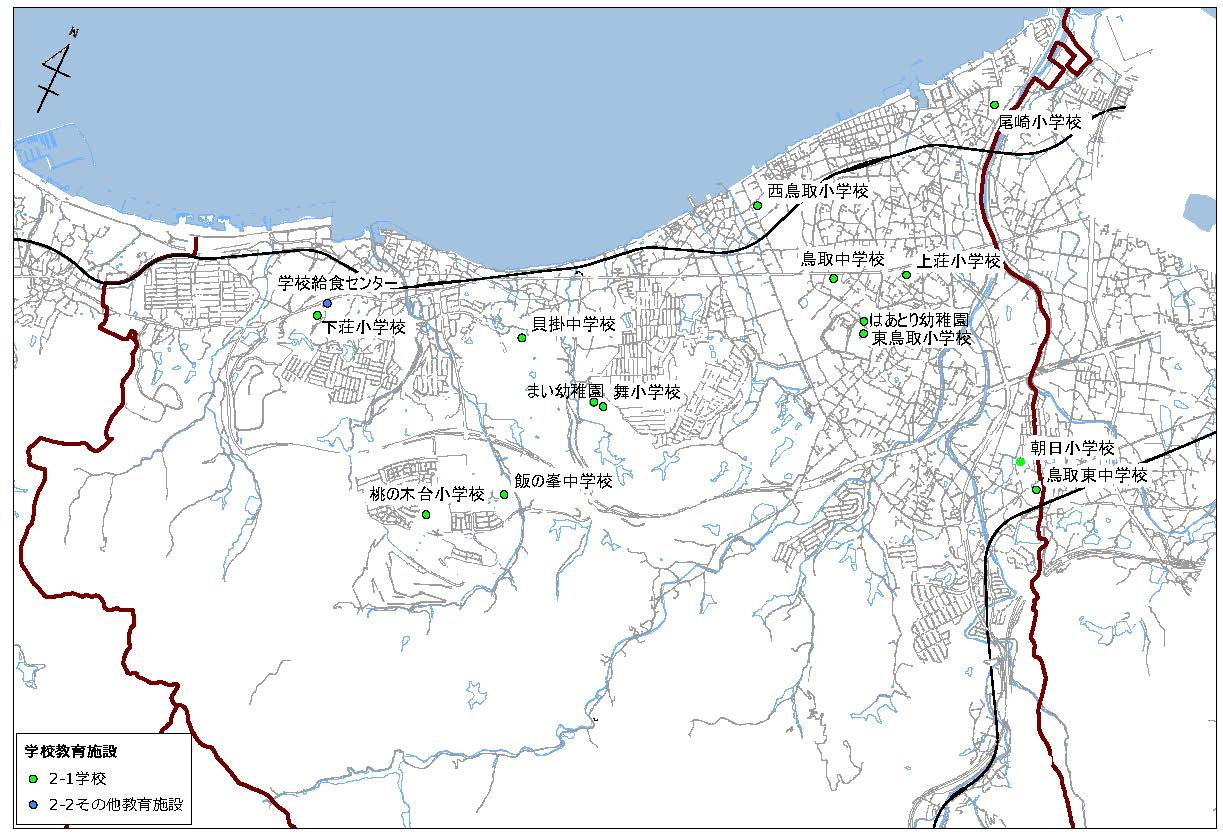 N
尾崎小学校
西鳥取小学校
鳥取中学校
上荘小学校
学校給食センター
下荘小学校
貝掛中学校
はあとり幼稚園
東鳥取小学校
まい幼稚園 舞小学校
朝日小学校
鳥取東中学校
飯の峯中学校
桃の木台小学校
学校教育施設
2-1学校
2-2その他教育施設